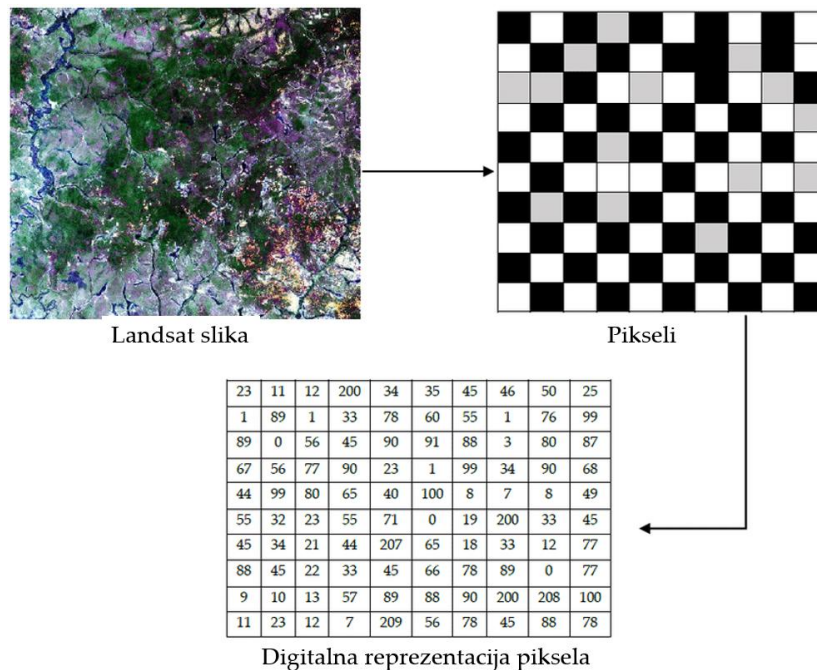 Landsat slika
Pikseli
23 11 12 200 34 35 45 46 50 25
1 89 1 33 78 60 55 1 76 99
89 0 56 45 90 91 88 3 80 87
67 56 77 90 23 1 99 34 90 68
44 99 80 65 40 100 8 7 8 49
55 32 23 55 71 0 19 200 33 45
45 34 21 44 207 65 18 33 12 77
88 45 22 33 45 66 78 89 0 77
9 10 13 57 89 88 90 200 208 100
11 23 12 7 209 56 78 45 88 78
Digitalna reprezentacija piksela